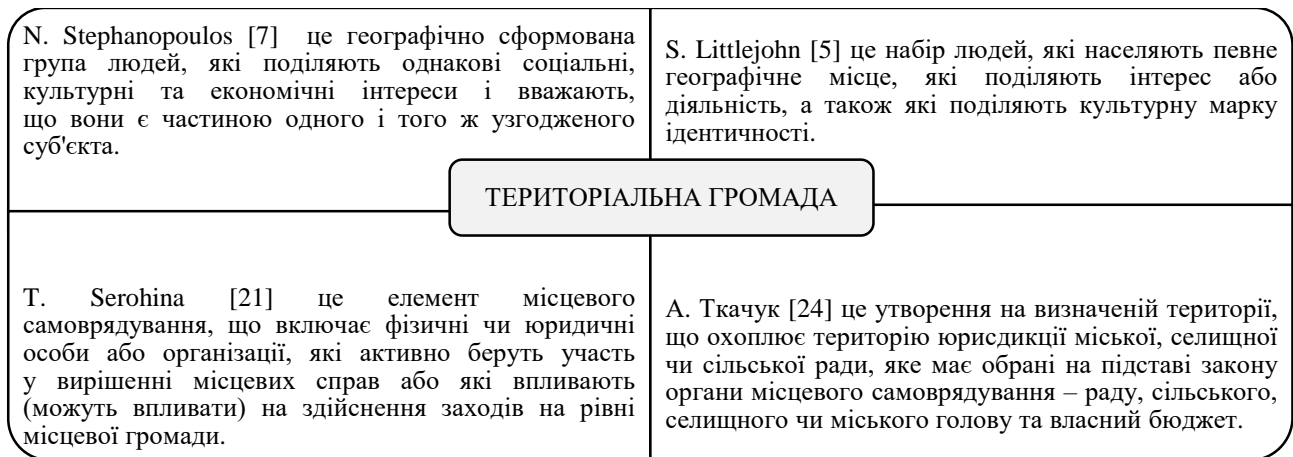 N. Stephanopoulos [7] це географічно сформована
група людей, які поділяють однакові соціальні,
культурні та економічні інтереси і вважають,
що вони є частиною одного і того ж узгодженого
суб'єкта.
S. Littlejohn [5] це набір людей, які населяють певне
географічне місце, які поділяють інтерес або
діяльність, а також які поділяють культурну марку
ідентичності.
ТЕРИТОРІАЛЬНА ГРОМАДА
T. Serohina [21] це елемент місцевого
самоврядування, що включає фізичні чи юридичні
особи або організації, які активно беруть участь
у вирішенні місцевих справ або які впливають
(можуть впливати) на здійснення заходів на рівні
місцевої громади.
А. Ткачук [24] це утворення на визначеній території,
що охоплює територію юрисдикції міської, селищної
чи сільської ради, яке має обрані на підставі закону
органи місцевого самоврядування – раду, сільського,
селищного чи міського голову та власний бюджет.